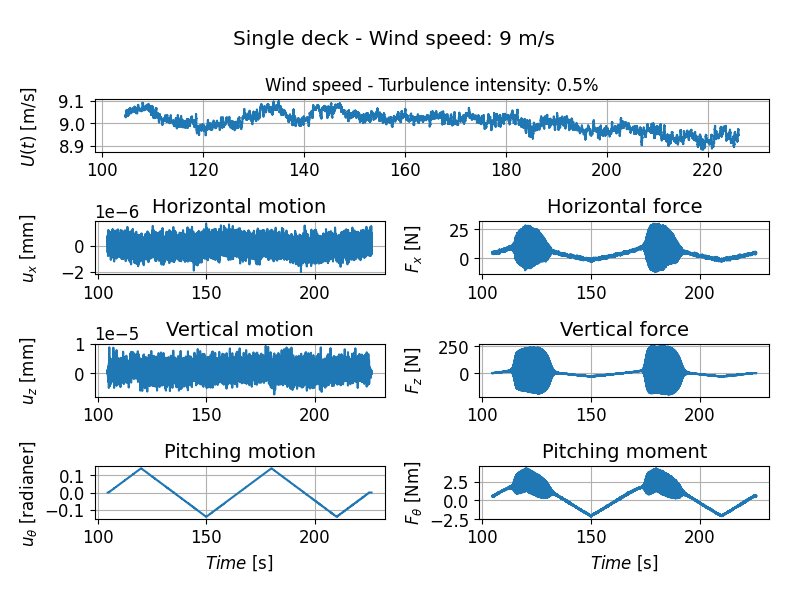 Single deck - Wind speed: 9 m/s
Wind speed - Turbulence intensity: 0.5%
U(t) [m/s]
9.1
9.0
8.9
100 120 140 160 180 200 220
1e−6
Horizontal motion
u_x [mm]
0
−2
100 150 200
Horizontal force
F_x [N]
25
0
100 150 200
1e−5
Vertical motion
u_z [mm]
1
0
100 150 200
Vertical force
F_z [N]
250
0
100 150 200
Pitching motion
u_θ [radianer]
0.1
0.0
−0.1
100 150 200
Time [s]
Pitching moment
F_θ [Nm]
2.5
0.0
−2.5
100 150 200
Time [s]